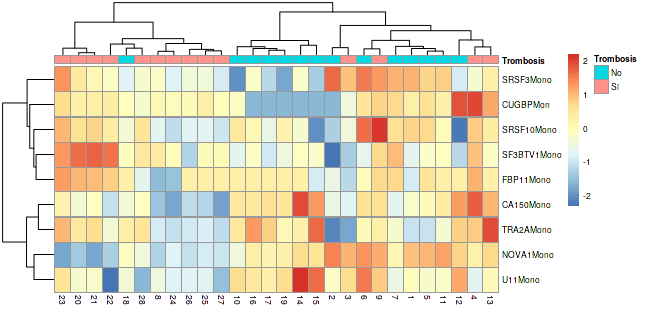 Trombosis
SRSF3Mono
CUGBPMon
SRSF10Mono
SF3BTV1Mono
FBP11Mono
CA150Mono
TRA2AMono
NOVA1Mono
U11Mono
23 20 21 22 18 28 8 24 26 25 27 10 16 17 19 14 15 2 3 6 9 7 1 5 11 12 4 13
2
1
0
-1
-2
Trombosis
No
SI